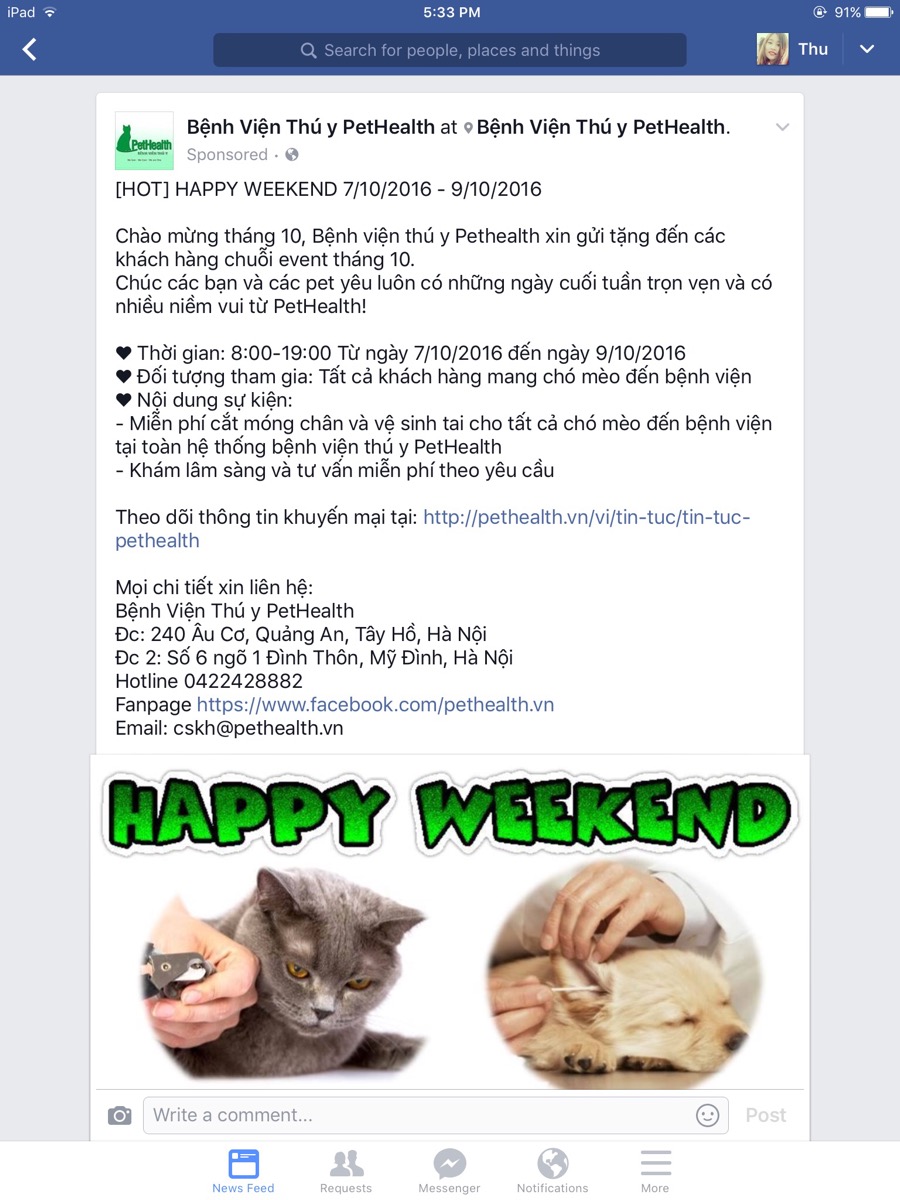 iPad 5:33 PM 91%
Search for people, places and things
Thu
PetHealth
Bệnh Viện Thú y PetHealth at Bệnh Viện Thú y PetHealth.
Sponsored ·
[HOT] HAPPY WEEKEND 7/10/2016 - 9/10/2016
Chào mừng tháng 10, Bệnh viện thú y Pethealth xin gửi tặng đến các
khách hàng chuỗi event tháng 10.
Chúc các bạn và các pet yêu luôn có những ngày cuối tuần trọn vẹn và có
nhiều niềm vui từ PetHealth!
♥ Thời gian: 8:00-19:00 Từ ngày 7/10/2016 đến ngày 9/10/2016
♥ Đối tượng tham gia: Tất cả khách hàng mang chó mèo đến bệnh viện
♥ Nội dung sự kiện:
- Miễn phí cắt móng chân và vệ sinh tai cho tất cả chó mèo đến bệnh viện
tại toàn hệ thống bệnh viện thú y PetHealth
- Khám lâm sàng và tư vấn miễn phí theo yêu cầu
Theo dõi thông tin khuyến mại tại: http://pethealth.vn/vi/tin-tuc/tin-tuc-
pethealth
Mọi chi tiết xin liên hệ:
Bệnh Viện Thú y PetHealth
Đc: 240 Âu Cơ, Quảng An, Tây Hồ, Hà Nội
Đc 2: Số 6 ngõ 1 Đình Thôn, Mỹ Đình, Hà Nội
Hotline 0422428882
Fanpage https://www.facebook.com/pethealth.vn
Email: cskh@pethealth.vn
HAPPY WEEKEND
Write a comment...
Post
News Feed Requests Messenger Notifications More